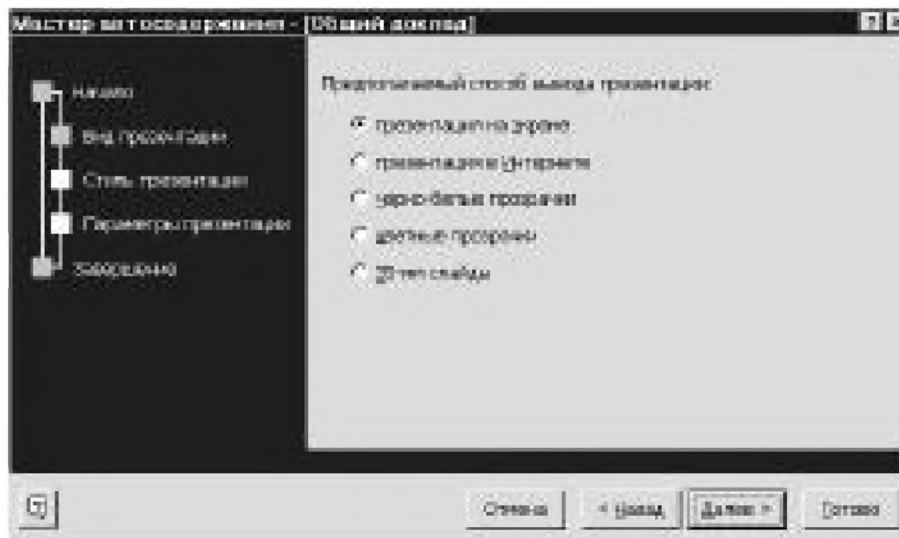 Мастер автосодержания - [Общий доклад]
Начало
Вид презентации
Стиль презентации
Параметры презентации
Завершение
Предполагаемый способ вывода презентации:
презентация на экране
презентация в Интернете
черно-белые прозрачки
цветные прозрачки
35-мм слайды
Отмена
< Назад
Далее >
Готово